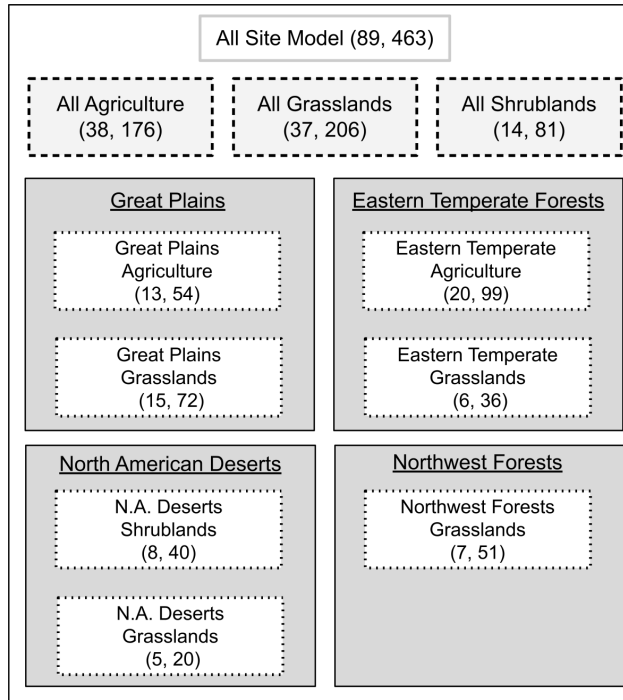 All Site Model (89, 463)
All Agriculture
(38, 176)
All Grasslands
(37, 206)
All Shrublands
(14, 81)
Great Plains
Great Plains
Agriculture
(13, 54)
Great Plains
Grasslands
(15, 72)
Eastern Temperate Forests
Eastern Temperate
Agriculture
(20, 99)
Eastern Temperate
Grasslands
(6, 36)
North American Deserts
N.A. Deserts
Shrublands
(8, 40)
N.A. Deserts
Grasslands
(5, 20)
Northwest Forests
Northwest Forests
Grasslands
(7, 51)